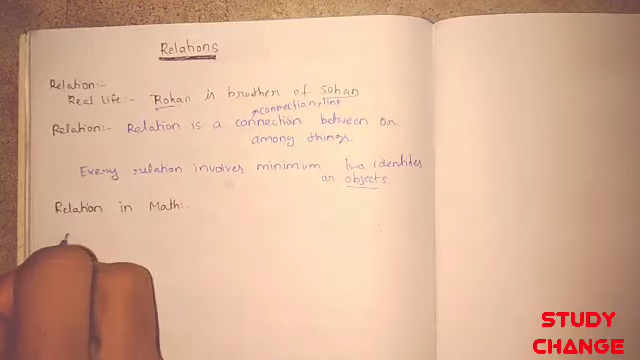 Relations
Relation:-
Real Life:- Rohan is brother of Sohan
connection, link
Relation:- Relation is a connection between or
among things.
Every relation involves minimum two identites
or objects.
Relation in Math:-
STUDY
CHANGE